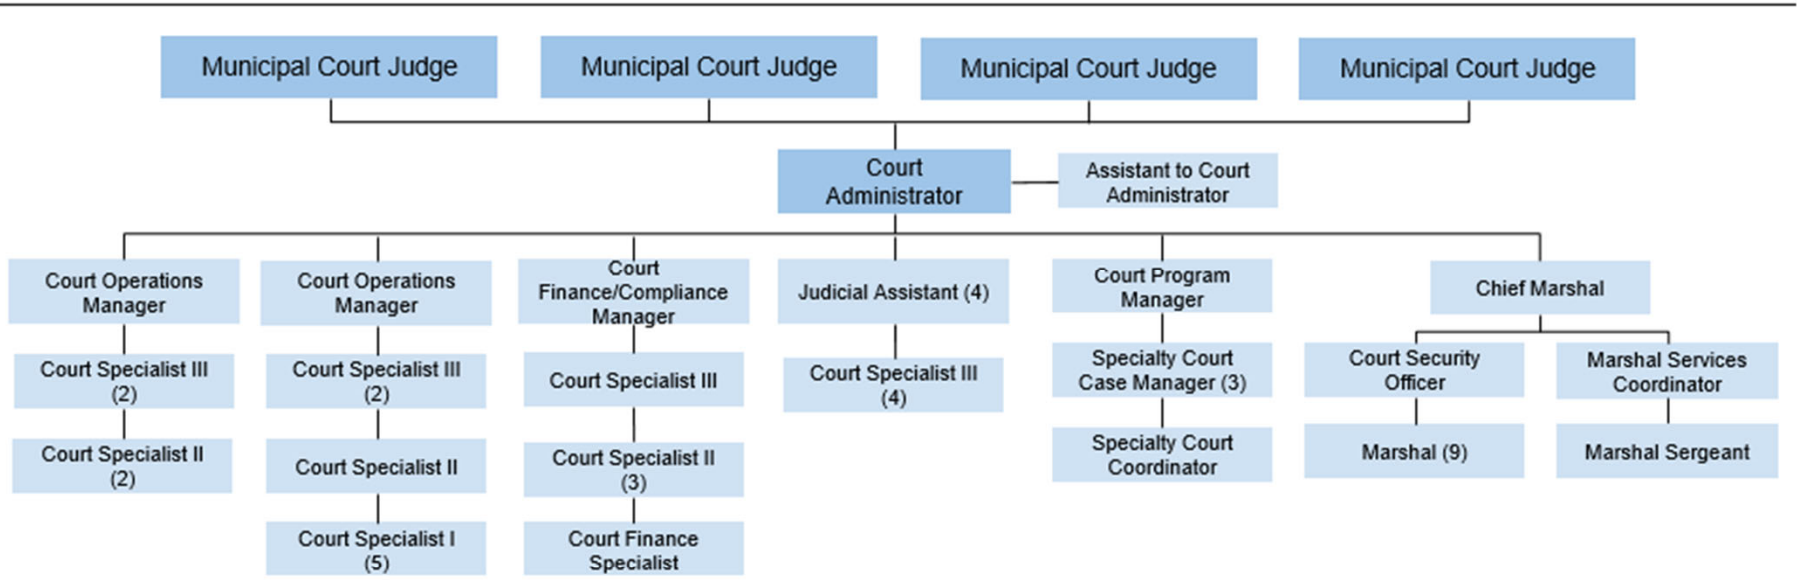 Municipal Court Judge
Municipal Court Judge
Municipal Court Judge
Municipal Court Judge
Court
Administrator
Assistant to Court
Administrator
Court Operations
Manager
Court Specialist III
(2)
Court Specialist II
(2)
Court Operations
Manager
Court Specialist III
(2)
Court Specialist II
Court Specialist I
(5)
Court
Finance/Compliance
Manager
Court Specialist III
Court Specialist II
(3)
Court Finance
Specialist
Judicial Assistant (4)
Court Specialist III
(4)
Court Program
Manager
Specialty Court
Case Manager (3)
Specialty Court
Coordinator
Chief Marshal
Court Security
Officer
Marshal (9)
Marshal Services
Coordinator
Marshal Sergeant